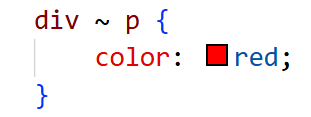 div ~ p {
    color: red;
}